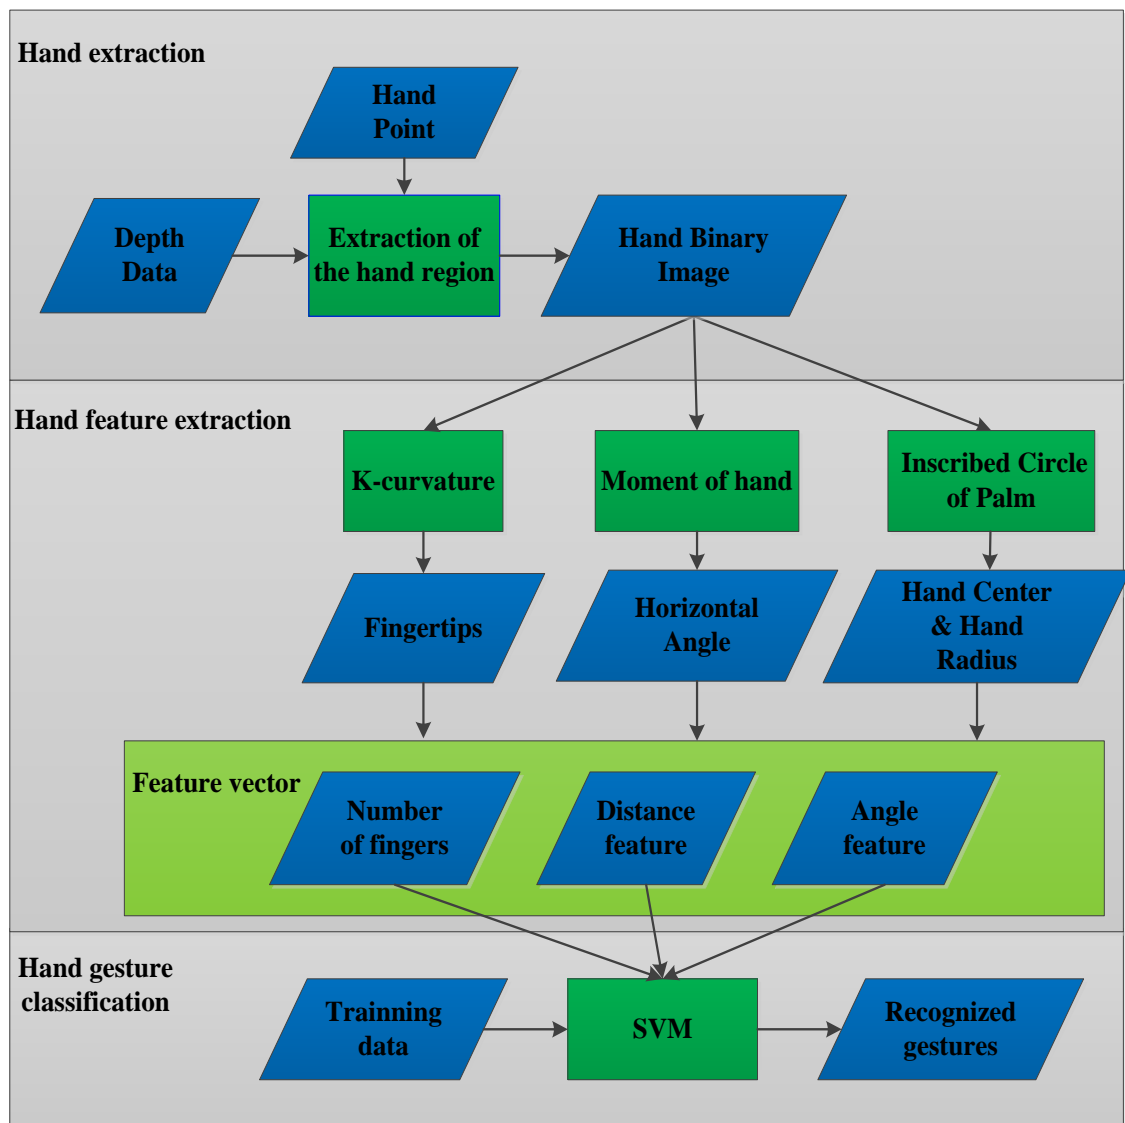 Hand extraction
Hand
Point
Depth
Data
Extraction of
the hand region
Hand Binary
Image
Hand feature extraction
K-curvature
Moment of hand
Inscribed Circle
of Palm
Fingertips
Horizontal
Angle
Hand Center
& Hand
Radius
Feature vector
Number
of fingers
Distance
feature
Angle
feature
Hand gesture
classification
Trainning
data
SVM
Recognized
gestures